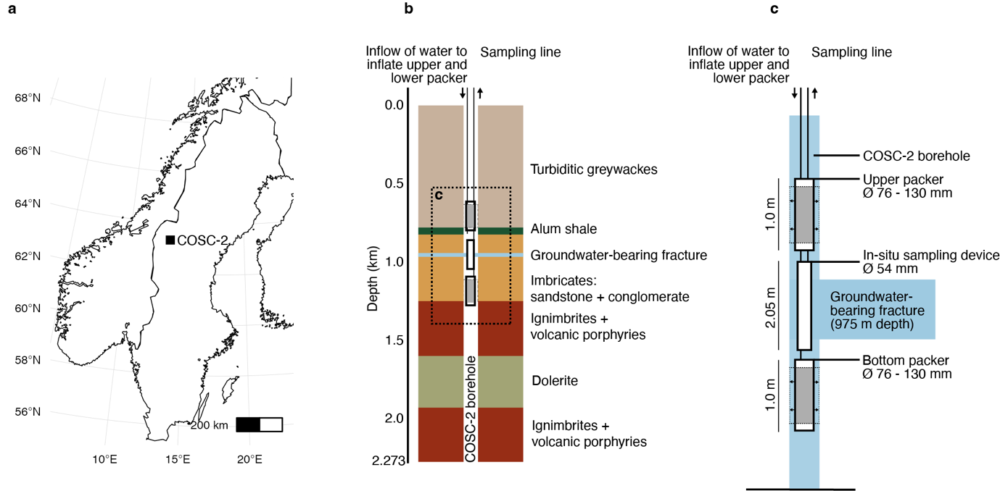 a
68°N
66°N
64°N
62°N
60°N
58°N
56°N
COSC-2
200 km
10°E
15°E
20°E
b
Inflow of water to
inflate upper and
lower packer
Sampling line
Depth (km)
0.0
0.5
1.0
1.5
2.0
2.273
c
COSC-2 borehole
Turbiditic greywackes
Alum shale
Groundwater-bearing fracture
Imbricates:
sandstone + conglomerate
Ignimbrites +
volcanic porphyries
Dolerite
Ignimbrites +
volcanic porphyries
c
Inflow of water to
inflate upper and
lower packer
Sampling line
COSC-2 borehole
Upper packer
Ø 76 - 130 mm
1.0 m
In-situ sampling device
Ø 54 mm
2.05 m
Groundwater-
bearing fracture
(975 m depth)
Bottom packer
Ø 76 - 130 mm
1.0 m